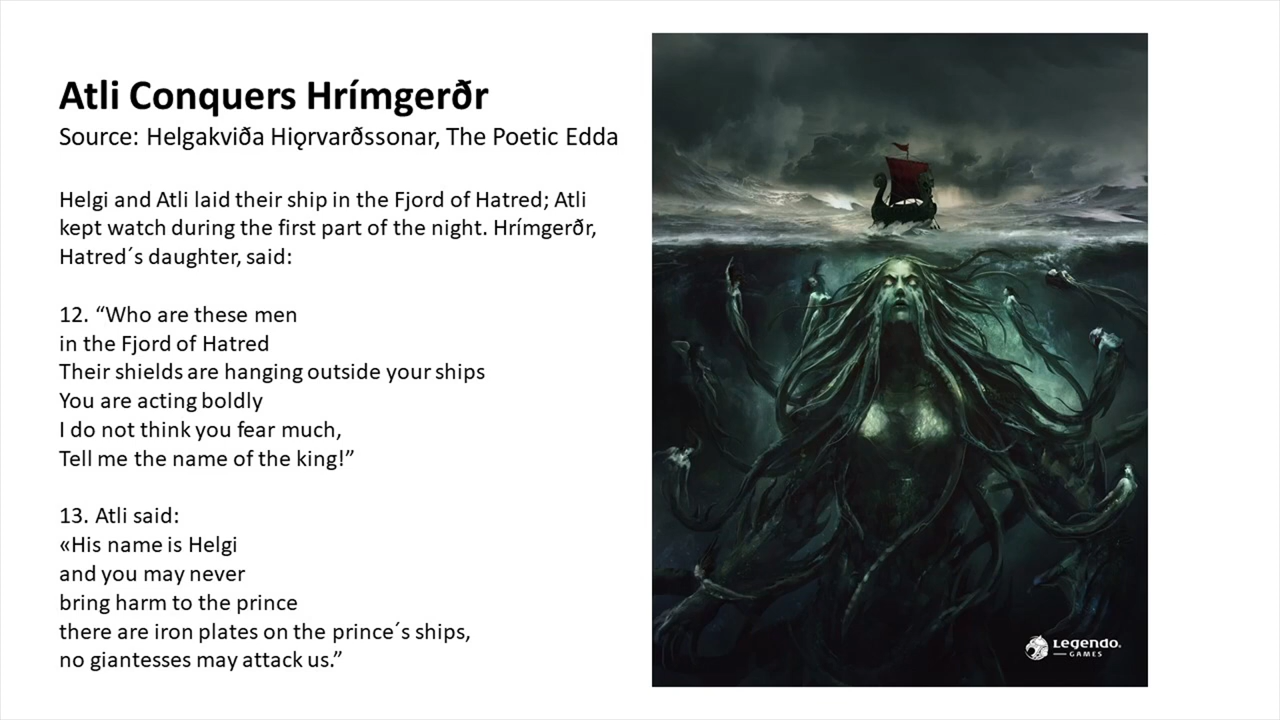 Atli Conquers Hrímgerðr
Source: Helgakviða Hiǫrvarðssonar, The Poetic Edda
Helgi and Atli laid their ship in the Fjord of Hatred; Atli
kept watch during the first part of the night. Hrímgerðr,
Hatred´s daughter, said:
12. “Who are these men
in the Fjord of Hatred
Their shields are hanging outside your ships
You are acting boldly
I do not think you fear much,
Tell me the name of the king!”
13. Atli said:
«His name is Helgi
and you may never
bring harm to the prince
there are iron plates on the prince´s ships,
no giantesses may attack us.”
Legendo®
GAMES